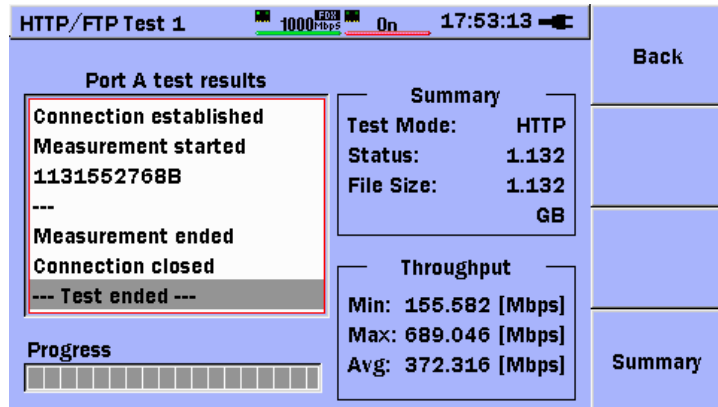 HTTP/FTP Test 1
1000 Mbps FDX
On
17:53:13
Back
Port A test results
Connection established
Measurement started
1131552768B
---
Measurement ended
Connection closed
--- Test ended ---
Progress
Summary
Test Mode: HTTP
Status: 1.132
File Size: 1.132
GB
Throughput
Min: 155.582 [Mbps]
Max: 689.046 [Mbps]
Avg: 372.316 [Mbps]
Summary